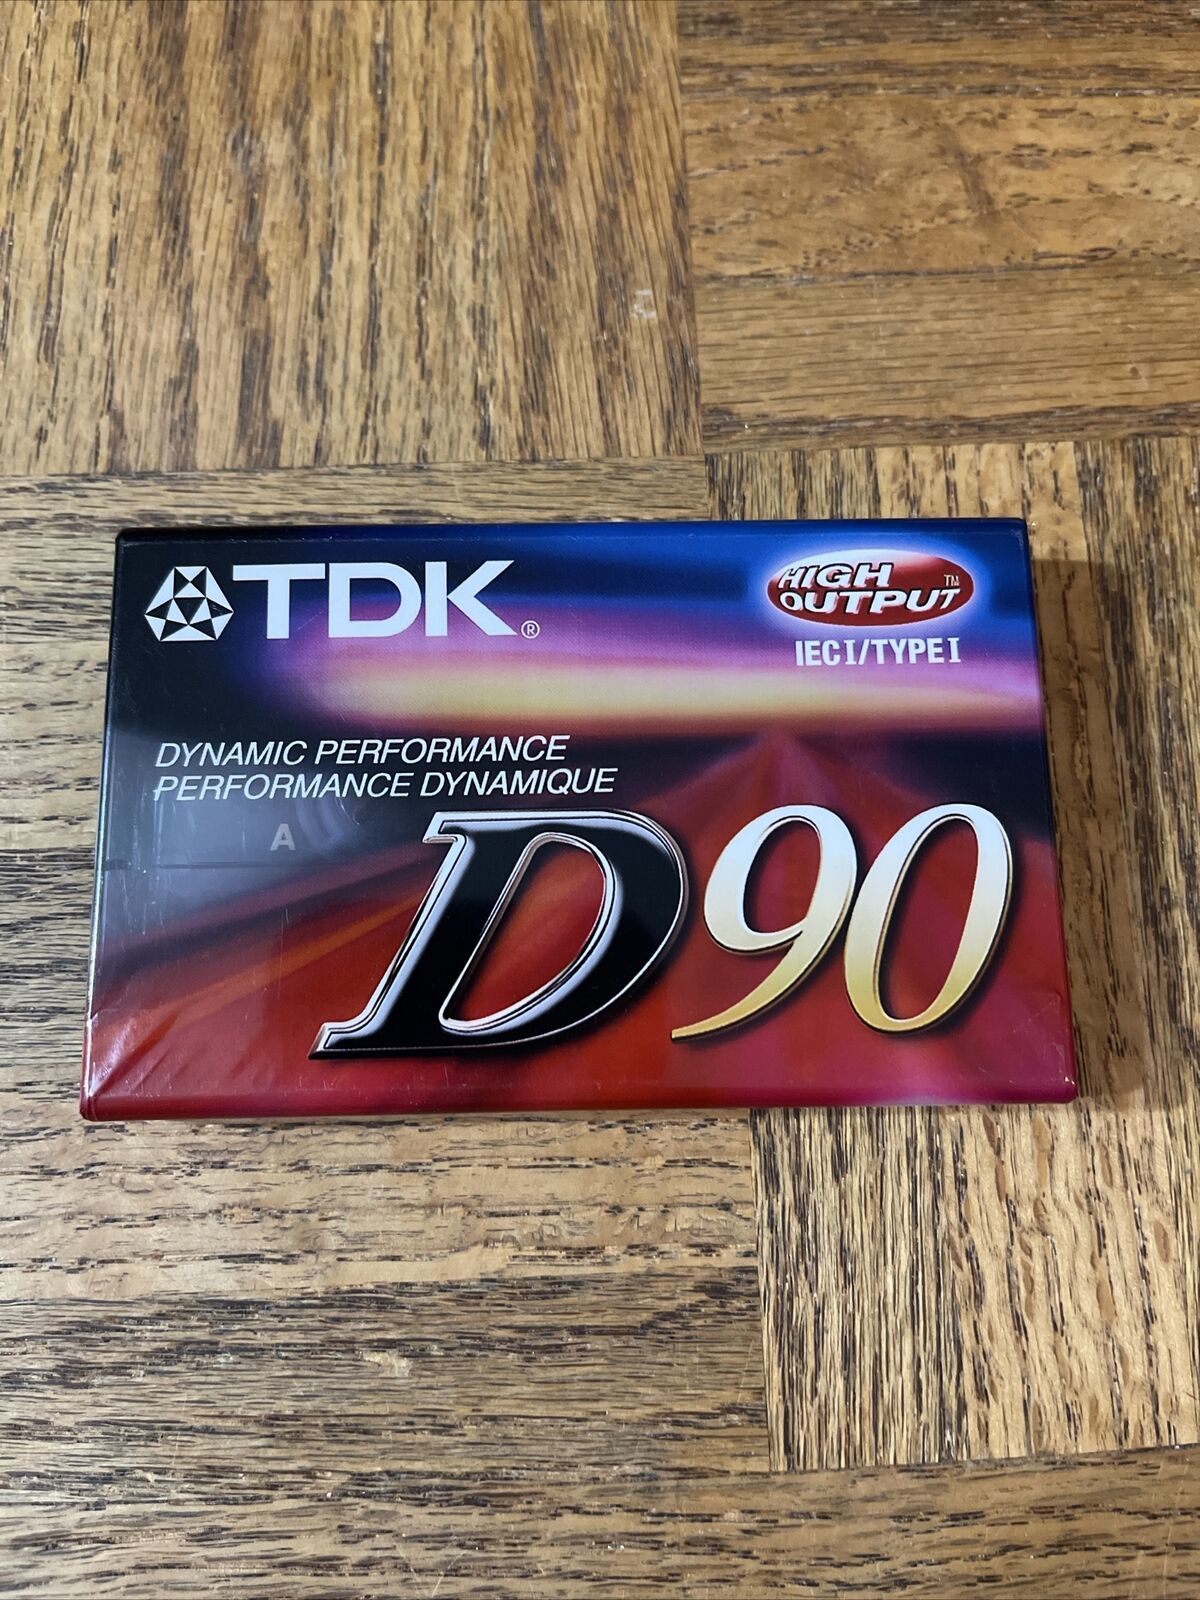 TDK®
HIGH
OUTPUT™
IEC I/TYPE I
DYNAMIC PERFORMANCE
PERFORMANCE DYNAMIQUE
A
D90